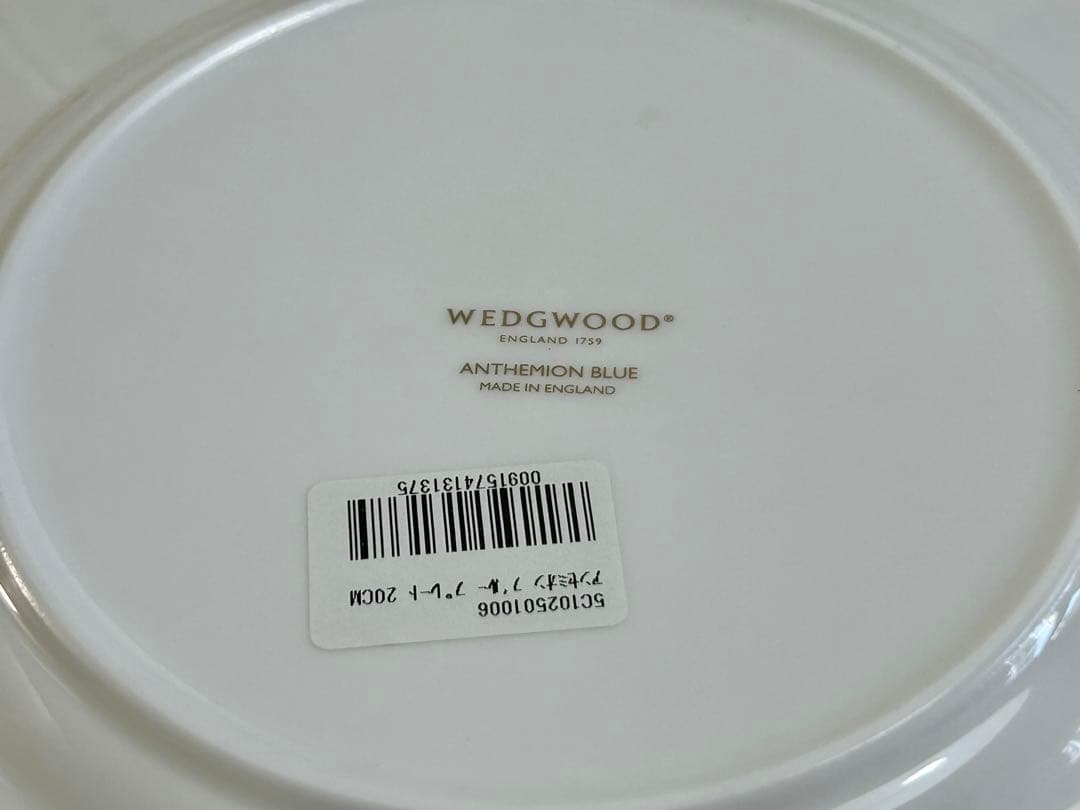 WEDGWOOD®
ENGLAND 1759
ANTHEMION BLUE
MADE IN ENGLAND
5C102501006
アンセミオン ブルー プレート 20CM
0091574131375